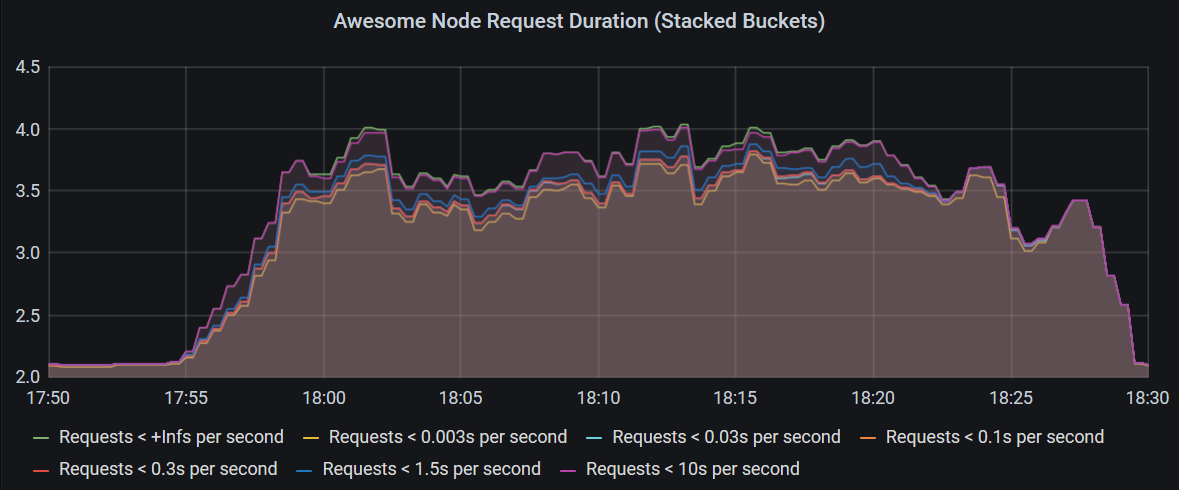 Awesome Node Request Duration (Stacked Buckets)
4.5
4.0
3.5
3.0
2.5
2.0
17:50 17:55 18:00 18:05 18:10 18:15 18:20 18:25 18:30
Requests < +Infs per second Requests < 0.003s per second Requests < 0.03s per second Requests < 0.1s per second
Requests < 0.3s per second Requests < 1.5s per second Requests < 10s per second